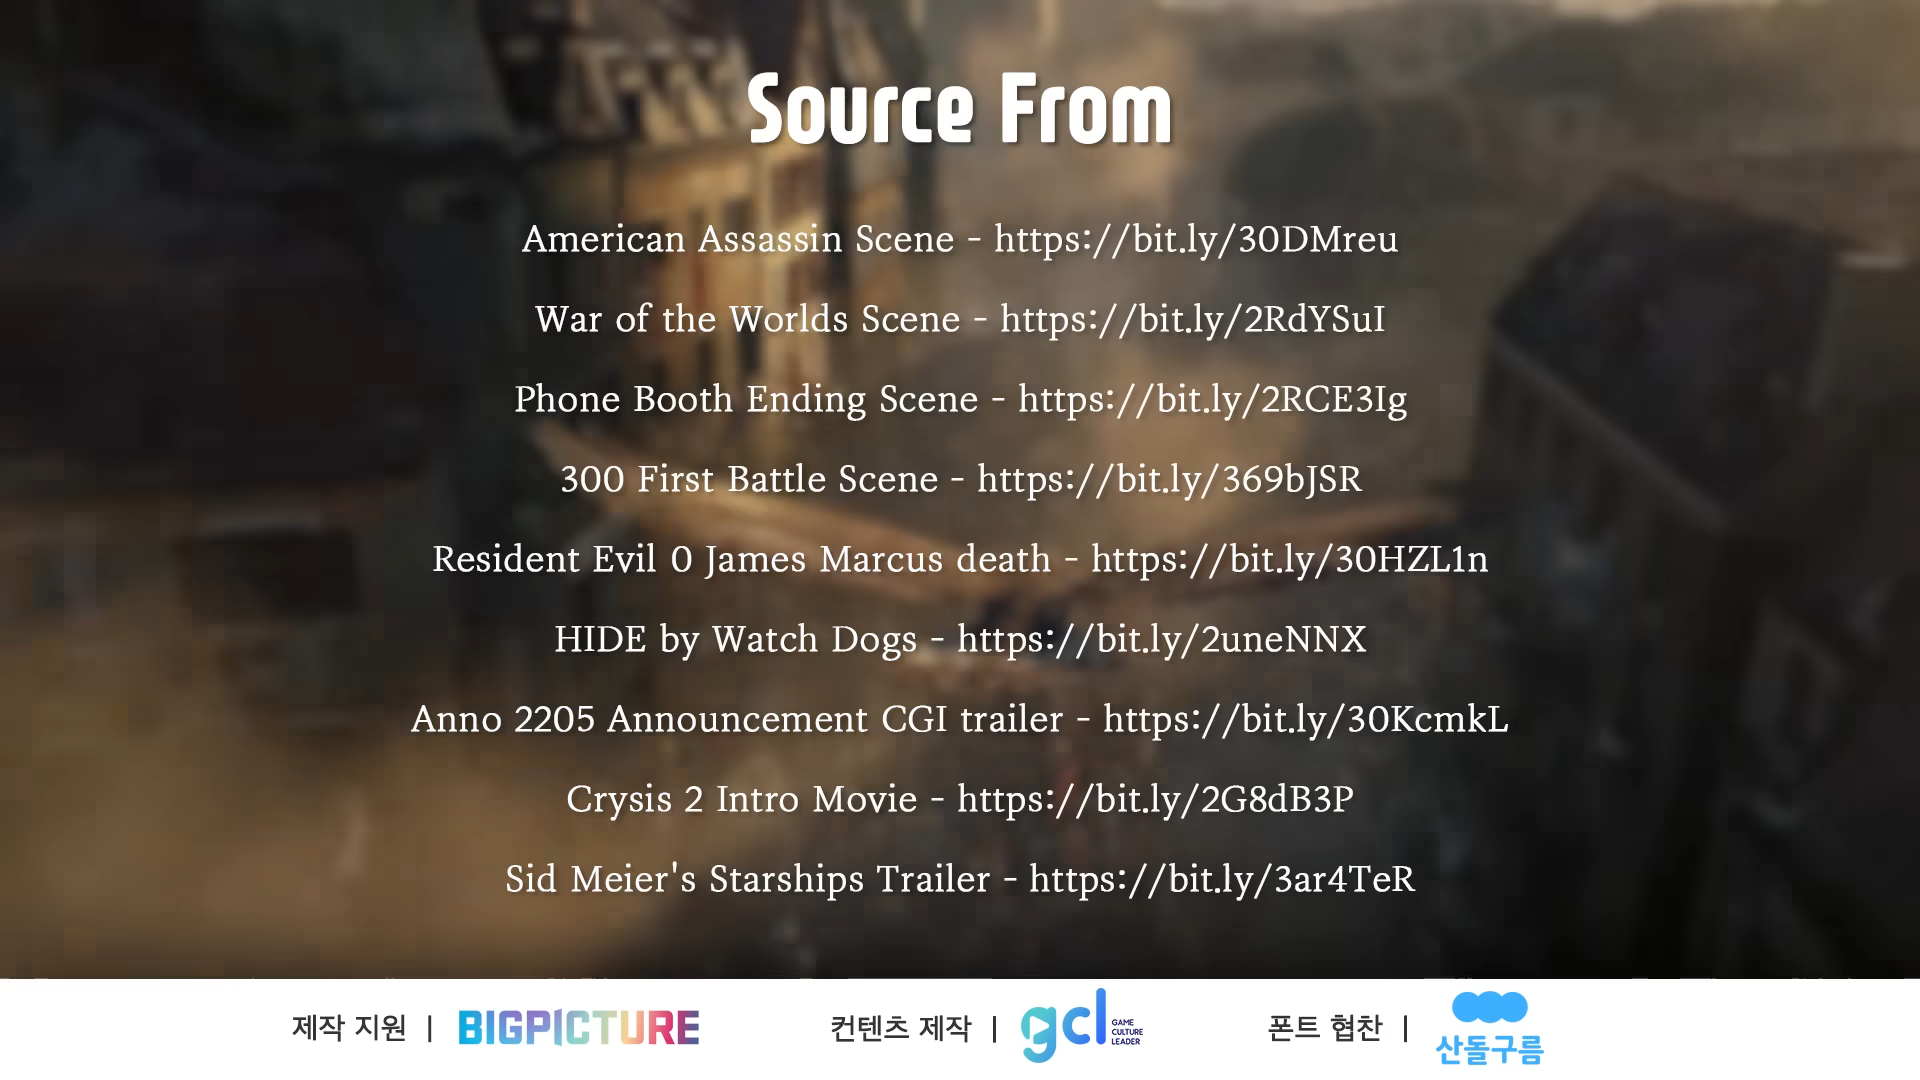 Source From
American Assassin Scene - https://bit.ly/30DMreu
War of the Worlds Scene - https://bit.ly/2RdYSuI
Phone Booth Ending Scene - https://bit.ly/2RCE3Ig
300 First Battle Scene - https://bit.ly/369bJSR
Resident Evil 0 James Marcus death - https://bit.ly/30HZL1n
HIDE by Watch Dogs - https://bit.ly/2uneNNX
Anno 2205 Announcement CGI trailer - https://bit.ly/30KcmkL
Crysis 2 Intro Movie - https://bit.ly/2G8dB3P
Sid Meier's Starships Trailer - https://bit.ly/3ar4TeR
제작 지원 | BIGPICTURE
컨텐츠 제작 | gcl GAME CULTURE LEADER
폰트 협찬 | 산돌구름